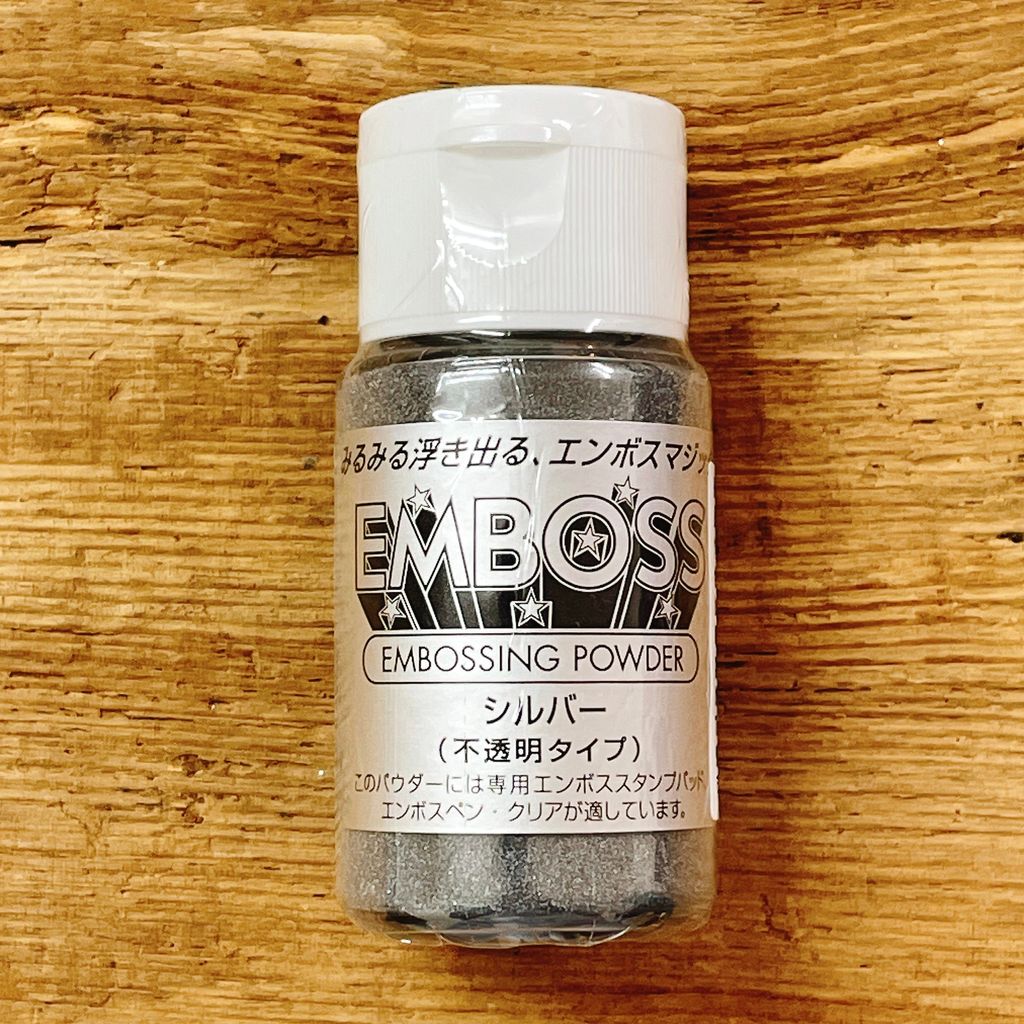 みるみる浮き出る、エンボスマジッ
EMBOSS
EMBOSSING POWDER
シルバー
(不透明タイプ)
このパウダーには専用エンボススタンプパッド、
エンボスペン・クリアが適しています。